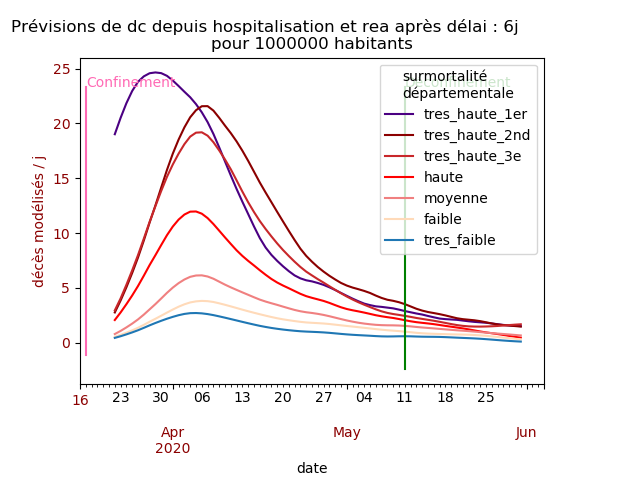 Prévisions de dc depuis hospitalisation et rea après délai : 6j
pour 1000000 habitants
Confinement
Déconfinement
surmortalité
départementale
tres_haute_1er
tres_haute_2nd
tres_haute_3e
haute
moyenne
faible
tres_faible
décès modélisés / j
25
20
15
10
5
0
16 23 30 06 13 20 27 04 11 18 25
Apr May Jun
2020
date